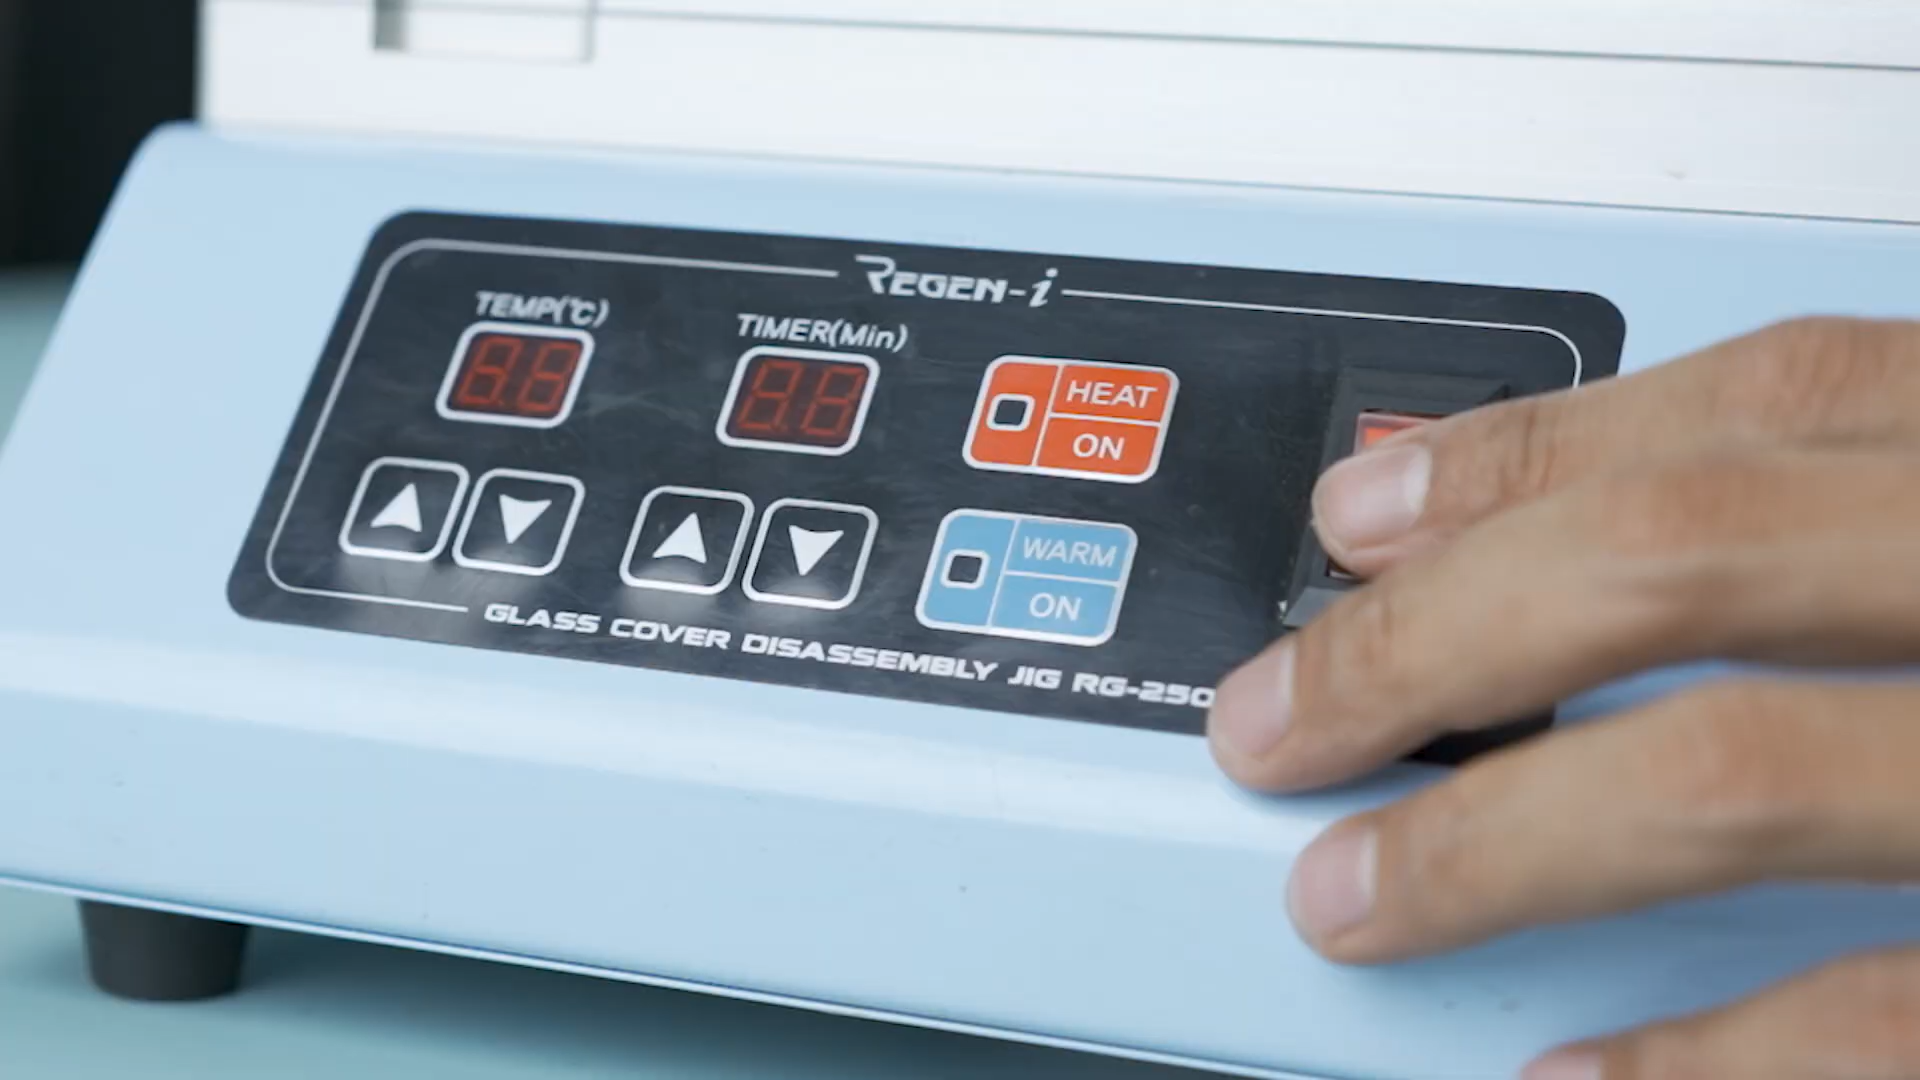 REGEN-i
TEMP(℃)
TIMER(Min)
HEAT
ON
WARM
ON
GLASS COVER DISASSEMBLY JIG RG-250